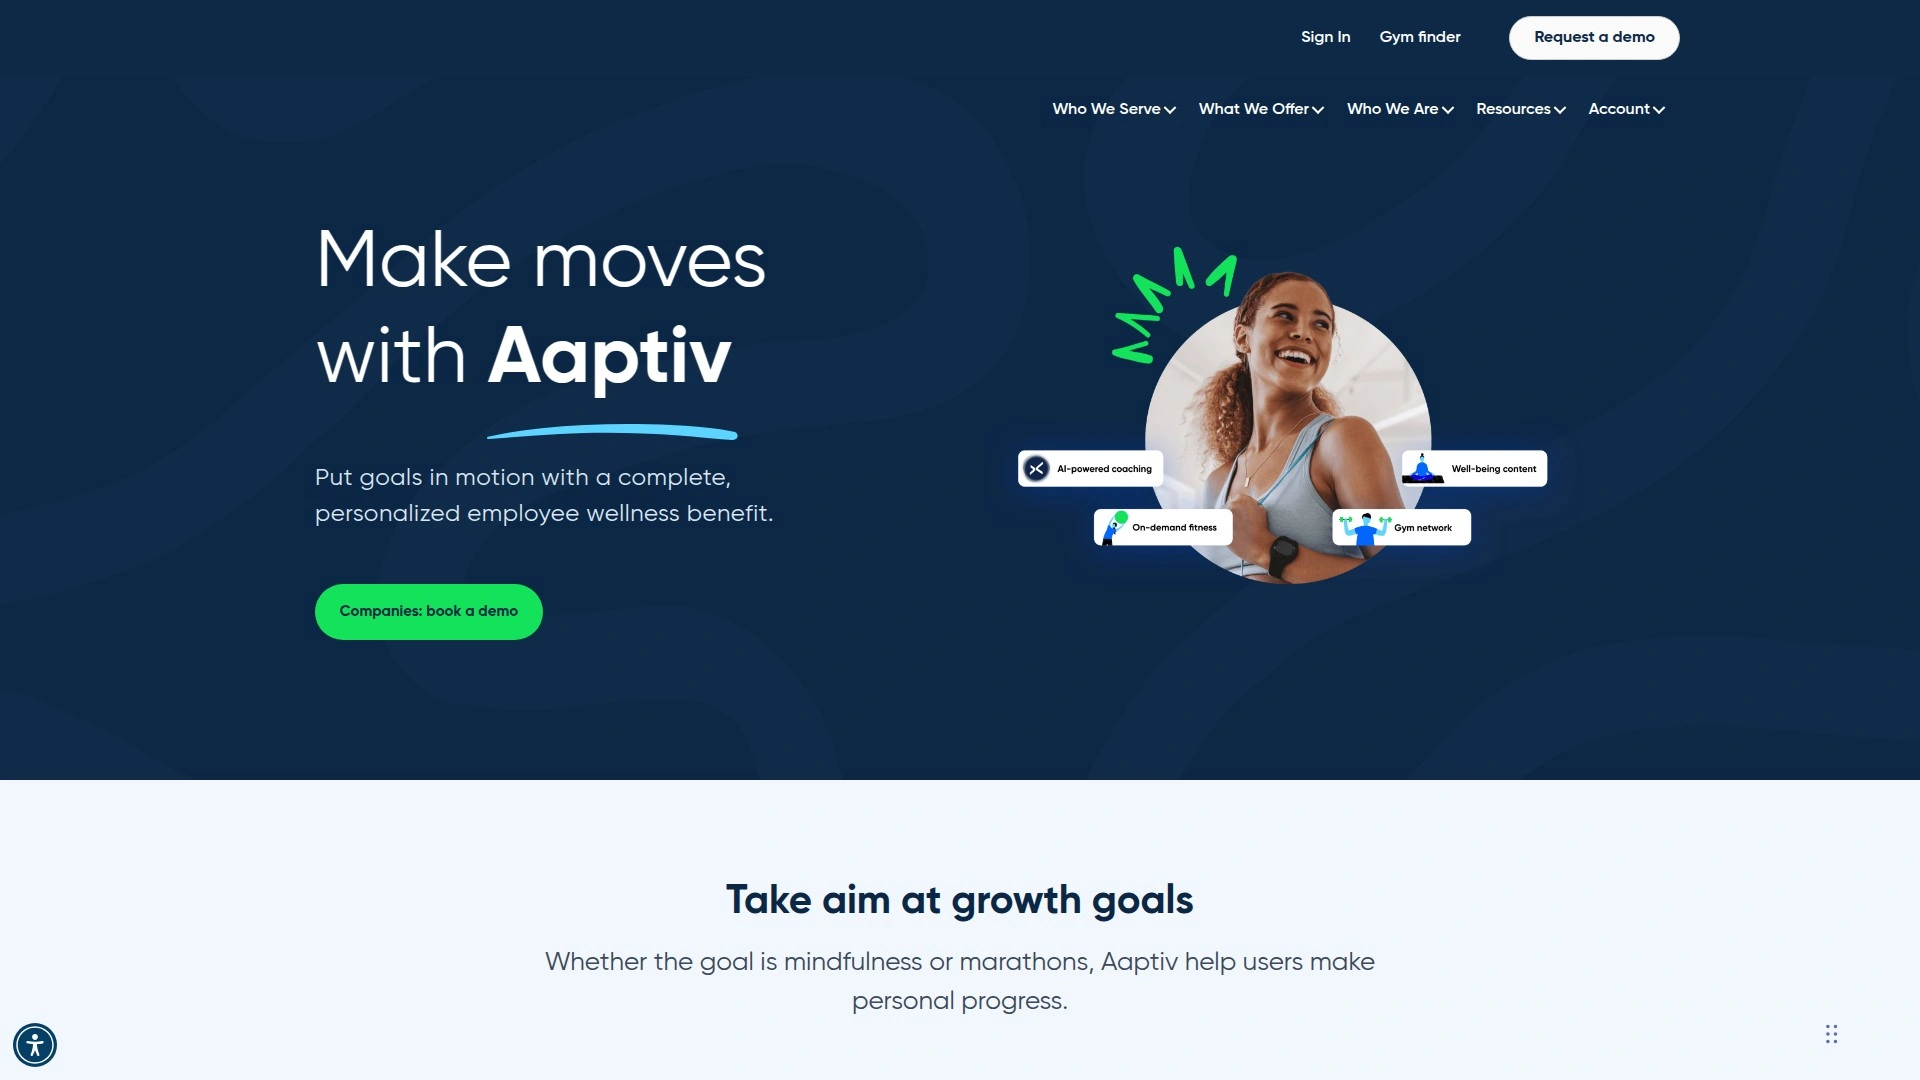 Sign In
Gym finder
Request a demo
Who We Serve
What We Offer
Who We Are
Resources
Account
Make moves
with Aaptiv
Put goals in motion with a complete,
personalized employee wellness benefit.
Companies: book a demo
AI-powered coaching
Well-being content
On-demand fitness
Gym network
Take aim at growth goals
Whether the goal is mindfulness or marathons, Aaptiv help users make
personal progress.